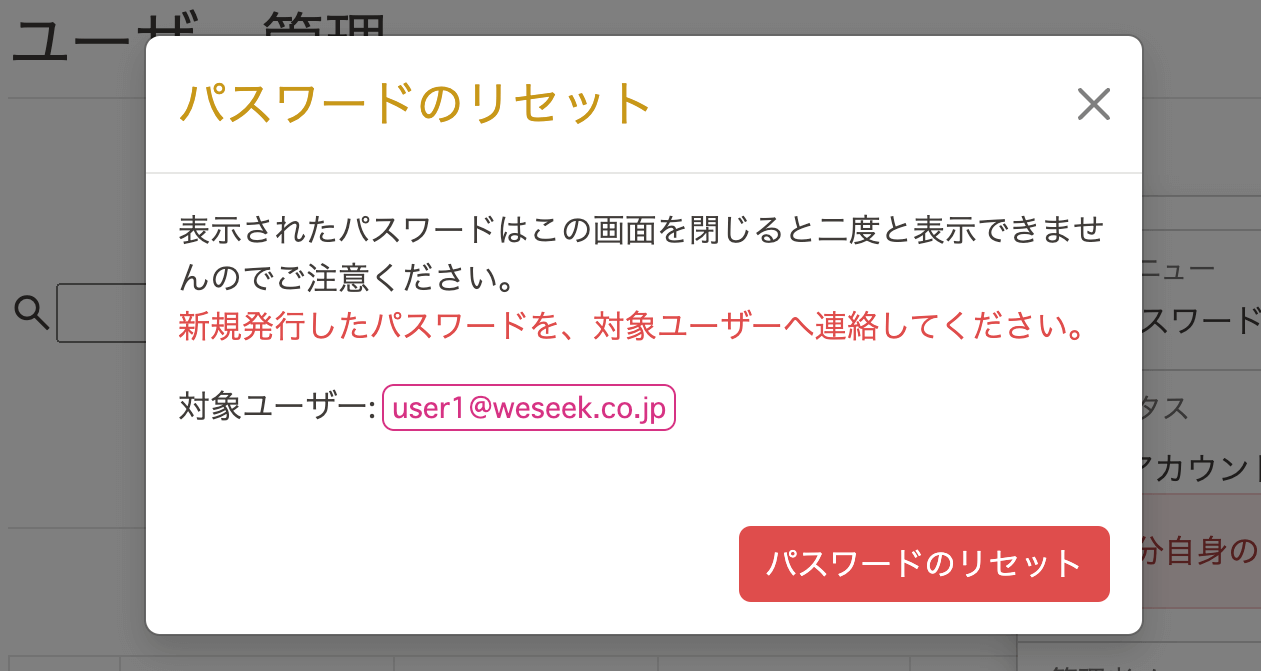 ユーザー管理
パスワードのリセット
表示されたパスワードはこの画面を閉じると二度と表示できませ
んのでご注意ください。
新規発行したパスワードを、対象ユーザーへ連絡してください。
対象ユーザー: user1@weseek.co.jp
パスワードのリセット
ニュー
スワード
タス
アカウント
分自身の